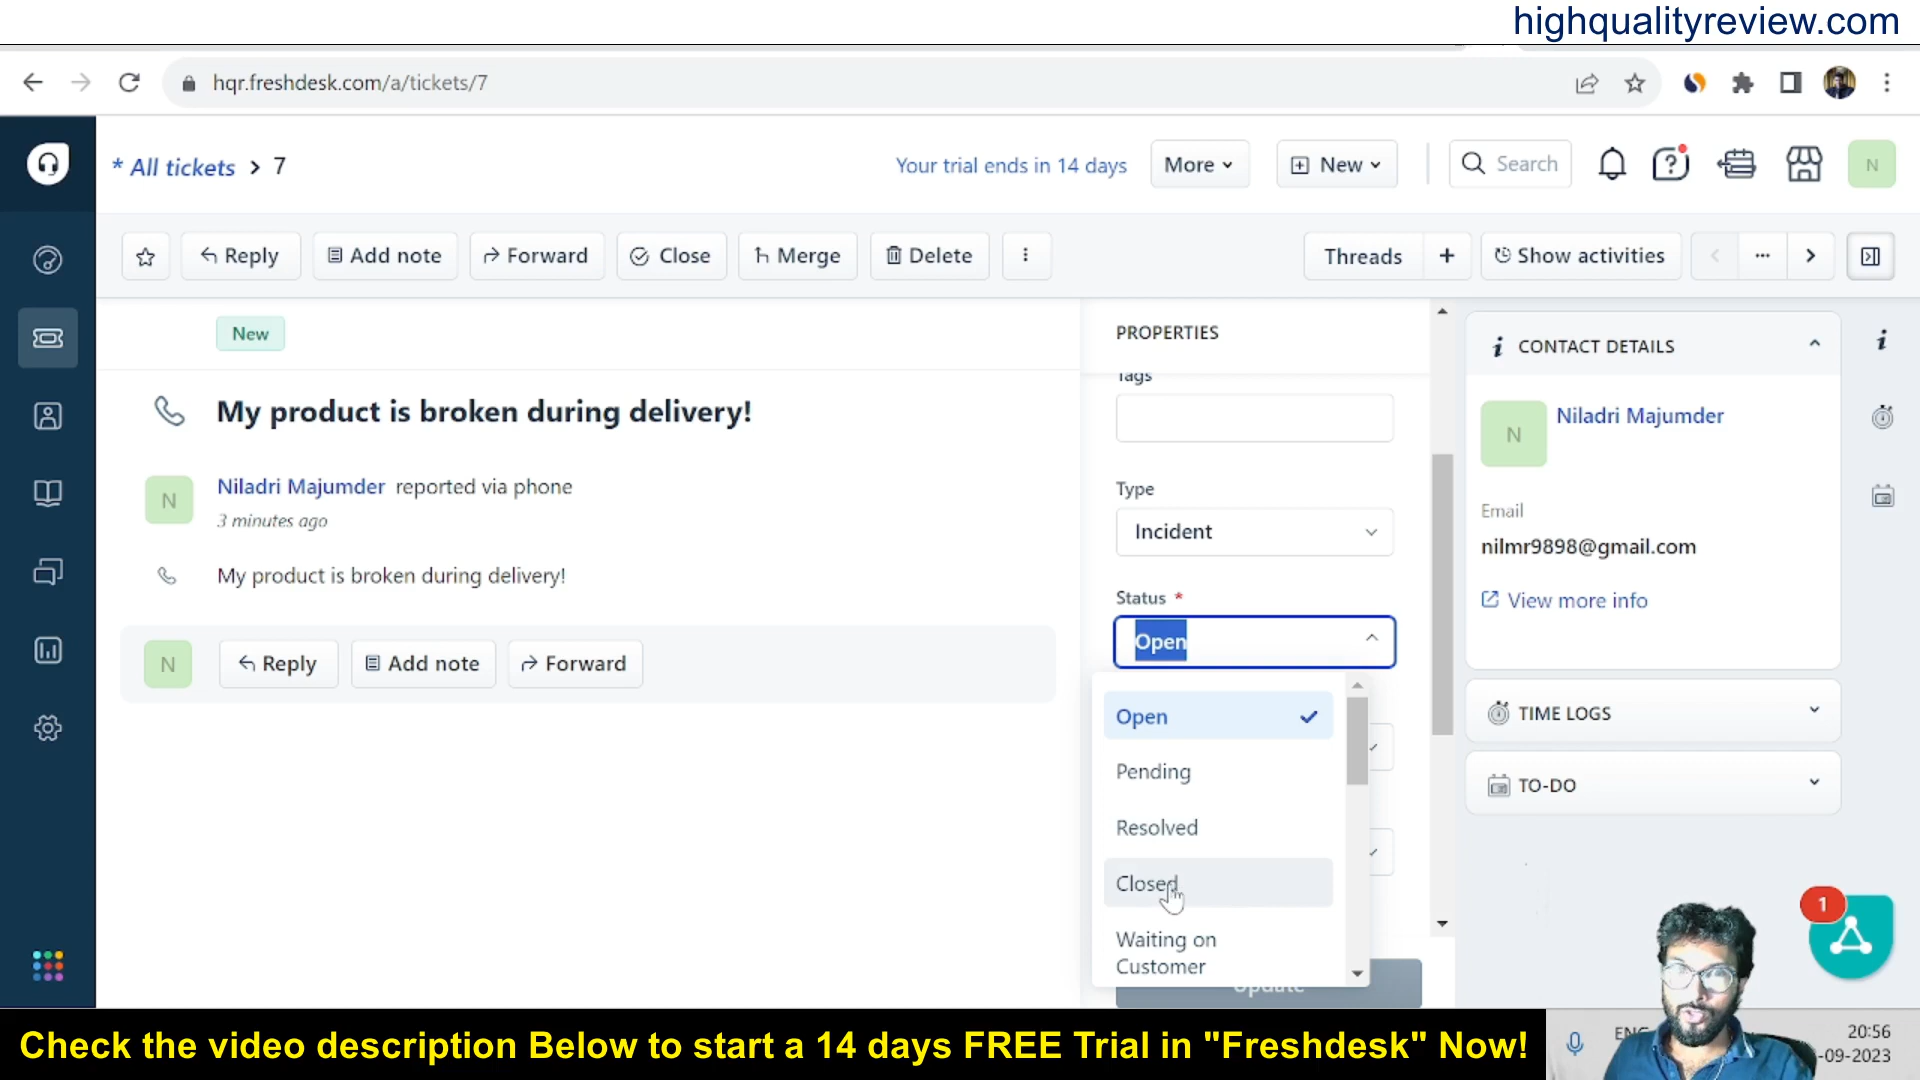 highqualityreview.com
hqr.freshdesk.com/a/tickets/7
* All tickets > 7
Your trial ends in 14 days
More
New
Search
N
Reply
Add note
Forward
Close
Merge
Delete
Threads
+
Show activities
New
My product is broken during delivery!
N
Niladri Majumder reported via phone
3 minutes ago
My product is broken during delivery!
N
Reply
Add note
Forward
PROPERTIES
Tags
Type
Incident
Status *
Open
Open
Pending
Resolved
Closed
Waiting on
Customer
Update
CONTACT DETAILS
N
Niladri Majumder
Email
nilmr9898@gmail.com
View more info
TIME LOGS
TO-DO
1
Check the video description Below to start a 14 days FREE Trial in "Freshdesk" Now!
20:56
-09-2023